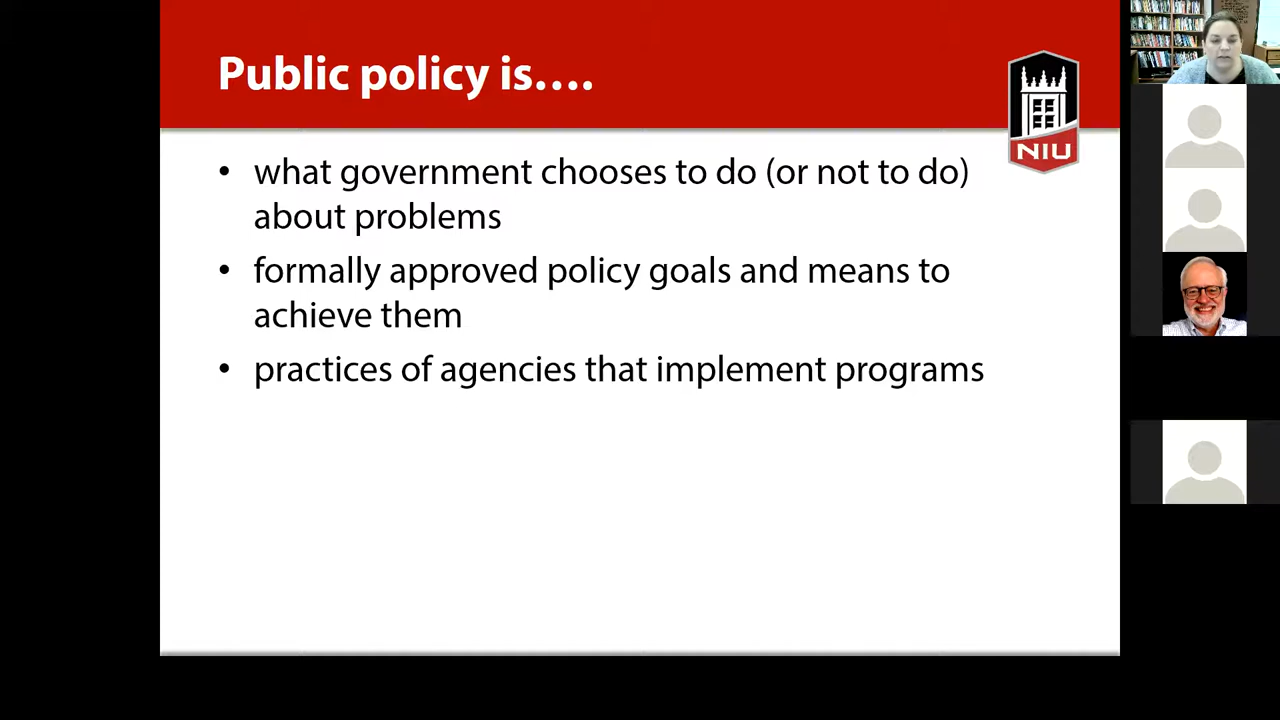 Public policy is....
NIU
• what government chooses to do (or not to do)
about problems
• formally approved policy goals and means to
achieve them
• practices of agencies that implement programs